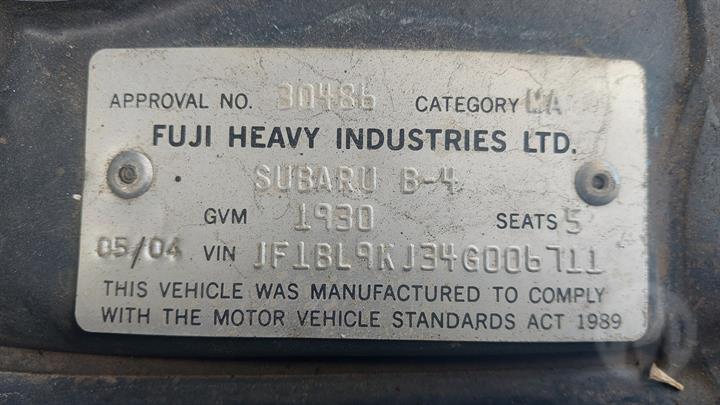 APPROVAL NO. 30486 CATEGORY MA
FUJI HEAVY INDUSTRIES LTD.
SUBARU B-4
GVM 1930 SEATS 5
05/04 VIN JF1BL9KJ34G006711
THIS VEHICLE WAS MANUFACTURED TO COMPLY
WITH THE MOTOR VEHICLE STANDARDS ACT 1989